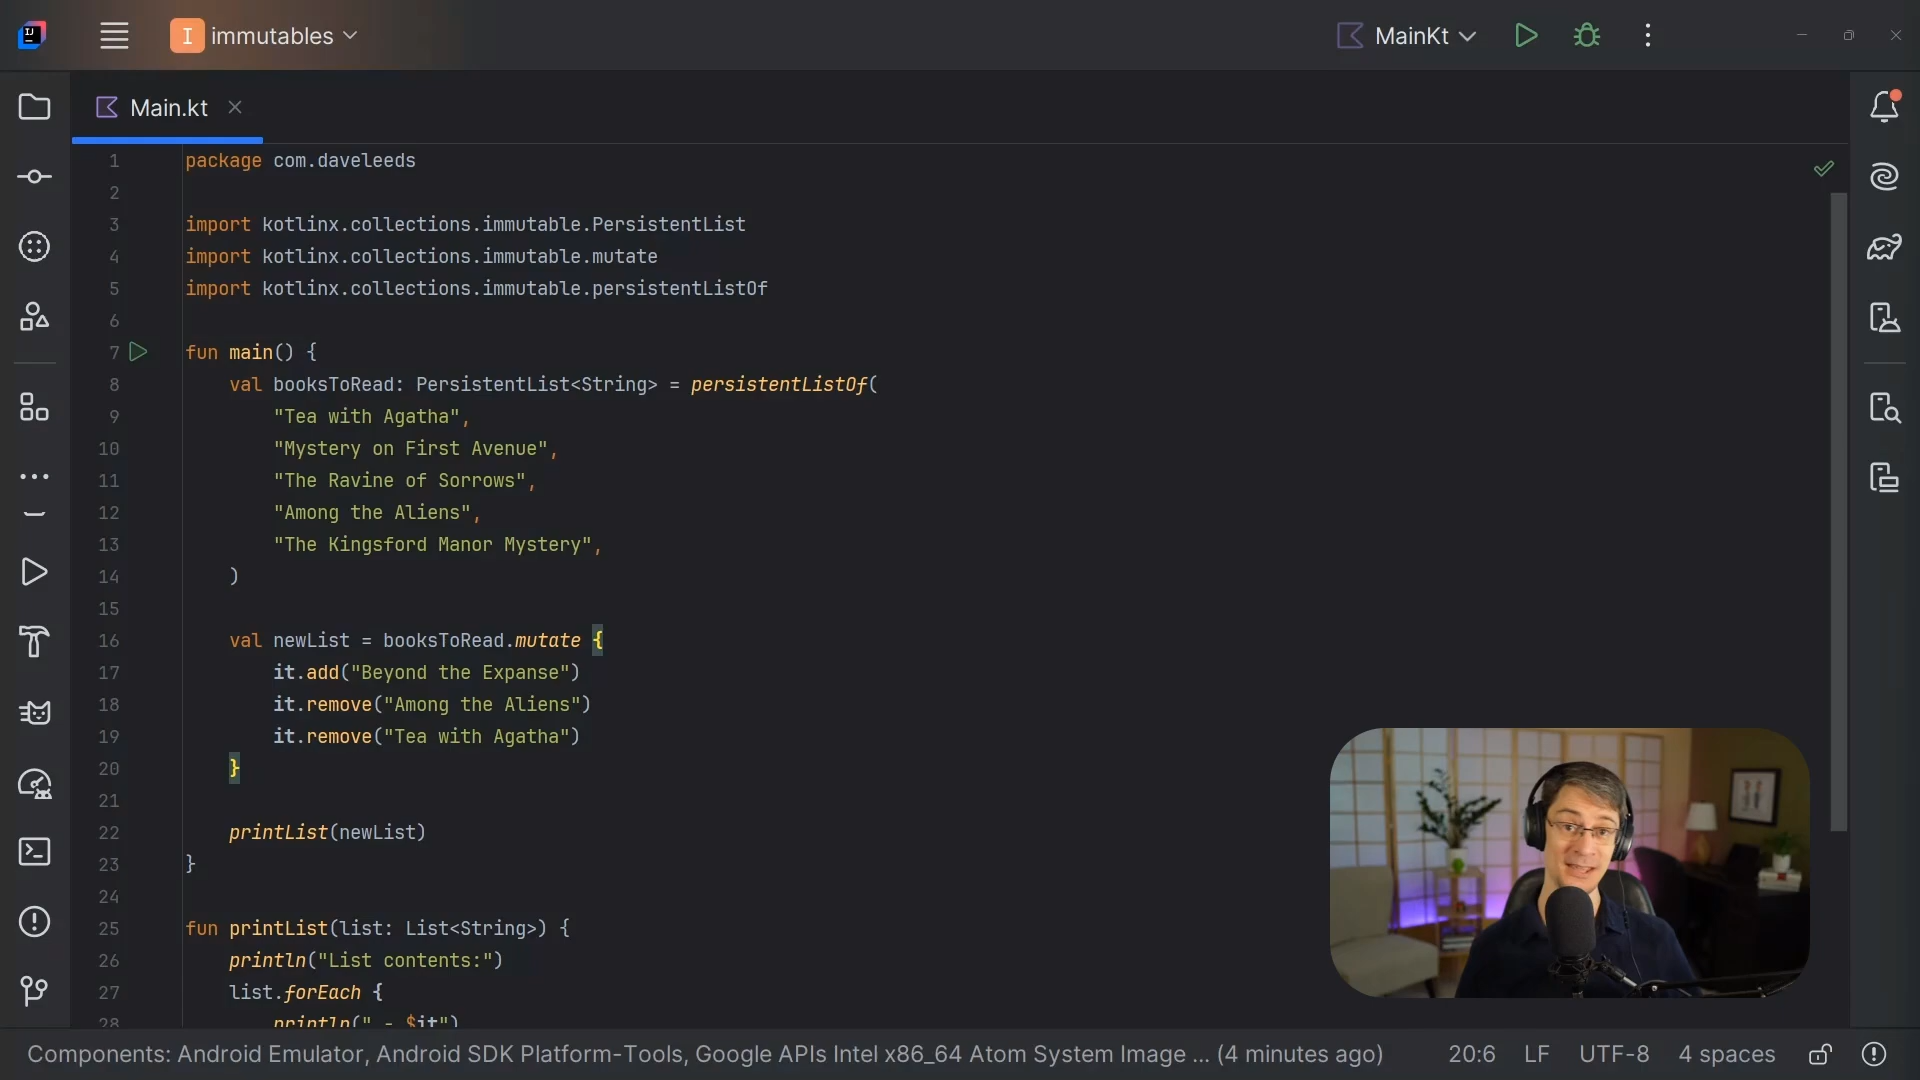 IJ
I immutables
MainKt
Main.kt
1 package com.daveleeds
2
3 import kotlinx.collections.immutable.PersistentList
4 import kotlinx.collections.immutable.mutate
5 import kotlinx.collections.immutable.persistentListOf
6
7 fun main() {
8 val booksToRead: PersistentList<String> = persistentListOf(
9 "Tea with Agatha",
10 "Mystery on First Avenue",
11 "The Ravine of Sorrows",
12 "Among the Aliens",
13 "The Kingsford Manor Mystery",
14 )
15
16 val newList = booksToRead.mutate {
17 it.add("Beyond the Expanse")
18 it.remove("Among the Aliens")
19 it.remove("Tea with Agatha")
20 }
21
22 printList(newList)
23 }
24
25 fun printList(list: List<String>) {
26 println("List contents:")
27 list.forEach {
28 println(" - $it")
Components: Android Emulator, Android SDK Platform-Tools, Google APIs Intel x86_64 Atom System Image ... (4 minutes ago) 20:6 LF UTF-8 4 spaces